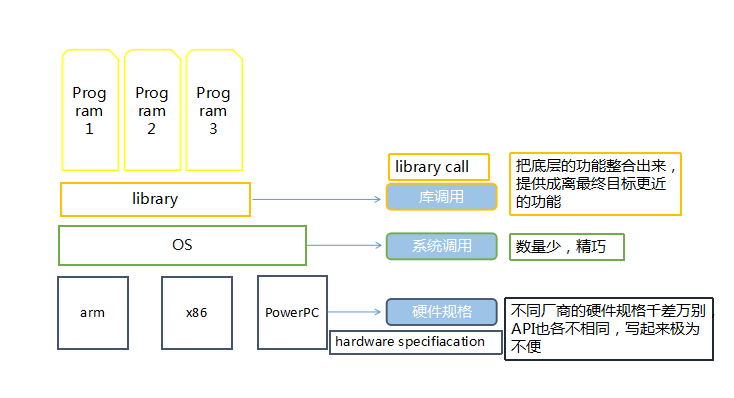 Prog
ram
1
Prog
ram
2
Prog
ram
3
library call
把底层的功能整合出来，
提供成离最终目标更近
的功能
library
库调用
OS
系统调用
数量少，精巧
arm
x86
PowerPC
硬件规格
不同厂商的硬件规格千差万别，
API也各不相同，写起来极为
不便
hardware specifiacation